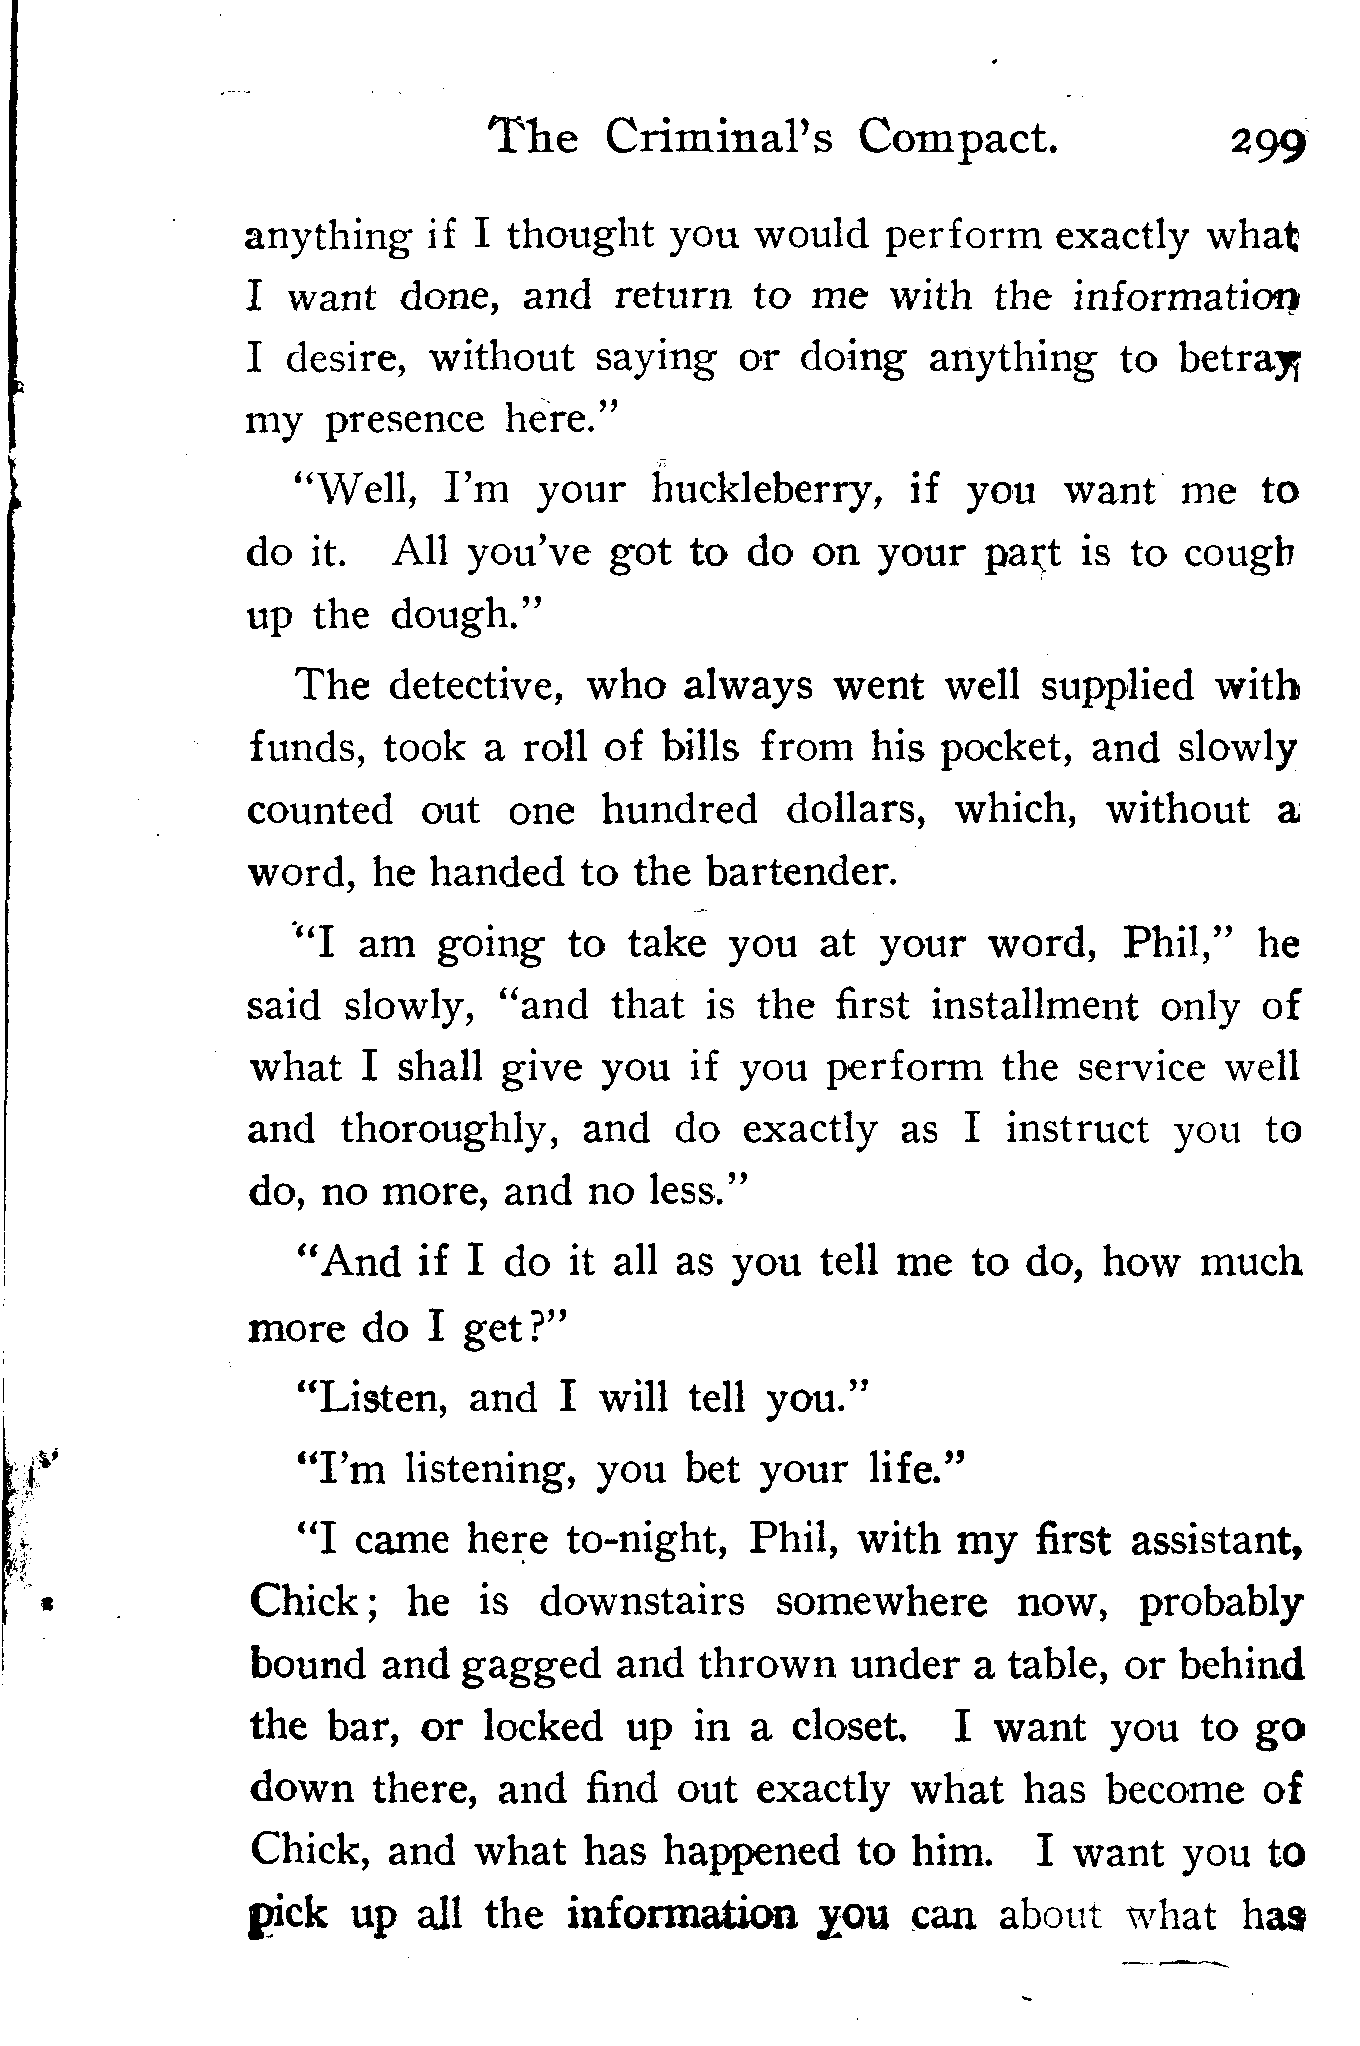 The Criminal's Compact. 299
anything if I thought you would perform exactly what
I want done, and return to me with the information
I desire, without saying or doing anything to betray
my presence here."
"Well, I'm your huckleberry, if you want me to
do it. All you've got to do on your part is to cough
up the dough."
The detective, who always went well supplied with
funds, took a roll of bills from his pocket, and slowly
counted out one hundred dollars, which, without a
word, he handed to the bartender.
"I am going to take you at your word, Phil," he
said slowly, "and that is the first installment only of
what I shall give you if you perform the service well
and thoroughly, and do exactly as I instruct you to
do, no more, and no less."
"And if I do it all as you tell me to do, how much
more do I get?"
"Listen, and I will tell you."
"I'm listening, you bet your life."
"I came here to-night, Phil, with my first assistant,
Chick; he is downstairs somewhere now, probably
bound and gagged and thrown under a table, or behind
the bar, or locked up in a closet. I want you to go
down there, and find out exactly what has become of
Chick, and what has happened to him. I want you to
pick up all the information you can about what has